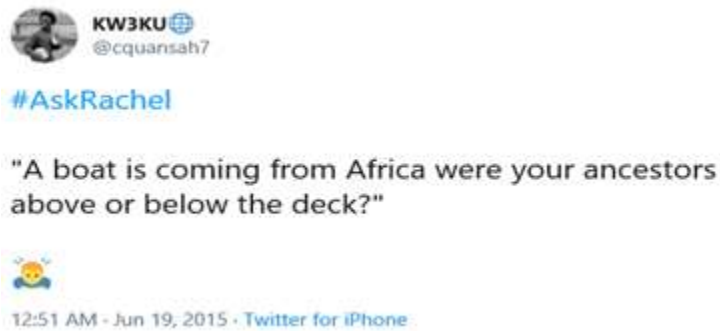 KW3KU
@cquansah7
#AskRachel
"A boat is coming from Africa were your ancestors
above or below the deck?"
12:51 AM - Jun 19, 2015 · Twitter for iPhone